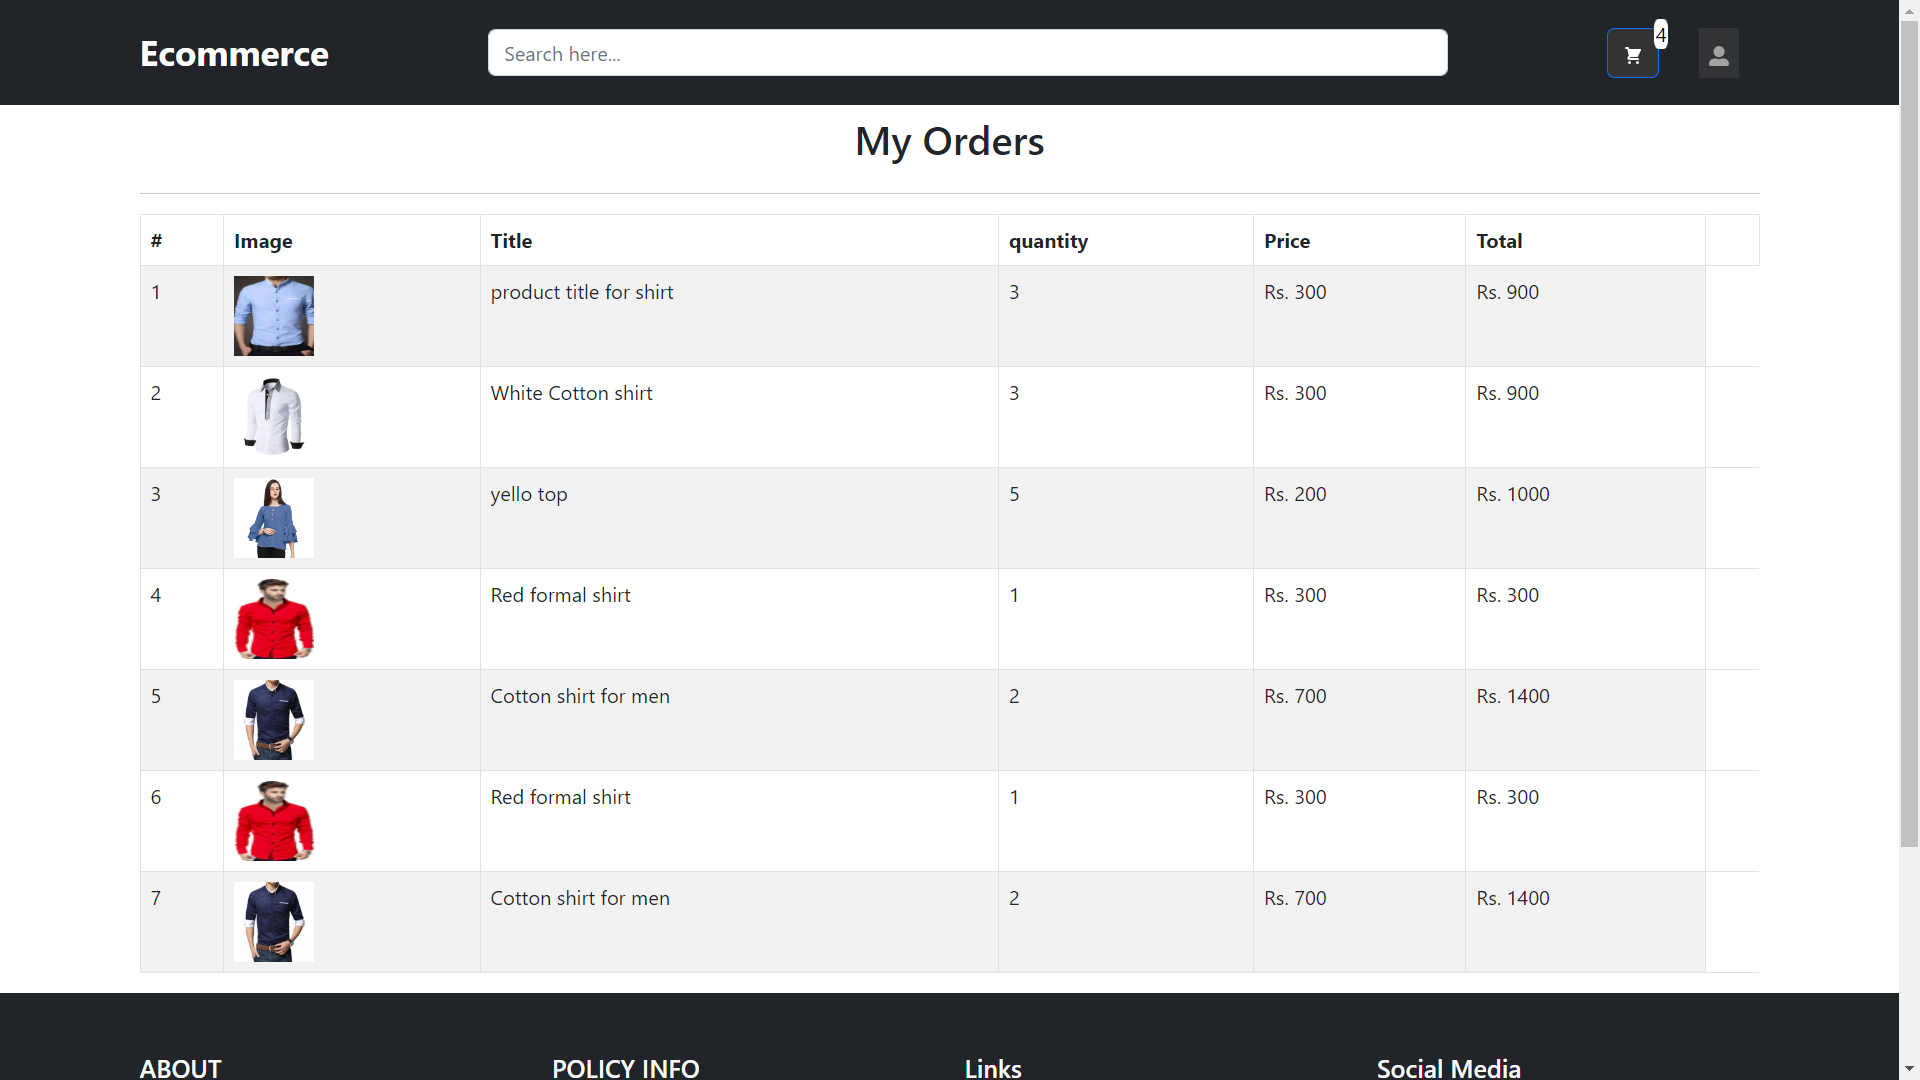 Ecommerce Search here... 4
My Orders
# Image Title quantity Price Total
1 product title for shirt 3 Rs. 300 Rs. 900
2 White Cotton shirt 3 Rs. 300 Rs. 900
3 yello top 5 Rs. 200 Rs. 1000
4 Red formal shirt 1 Rs. 300 Rs. 300
5 Cotton shirt for men 2 Rs. 700 Rs. 1400
6 Red formal shirt 1 Rs. 300 Rs. 300
7 Cotton shirt for men 2 Rs. 700 Rs. 1400
ABOUT POLICY INFO Links Social Media